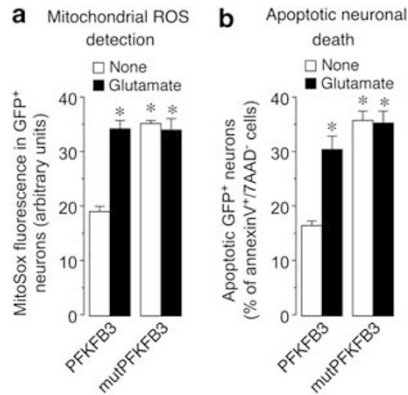 a Mitochondrial ROS
detection
None
Glutamate
MitoSox fluorescence in GFP+
neurons (arbitrary units)
40
30
20
10
0
* * *
PFKFB3
mutPFKFB3
b Apoptotic neuronal
death
None
Glutamate
Apoptotic GFP+ neurons
(% of annexinV+/7AAD- cells)
40
30
20
10
0
* * *
PFKFB3
mutPFKFB3